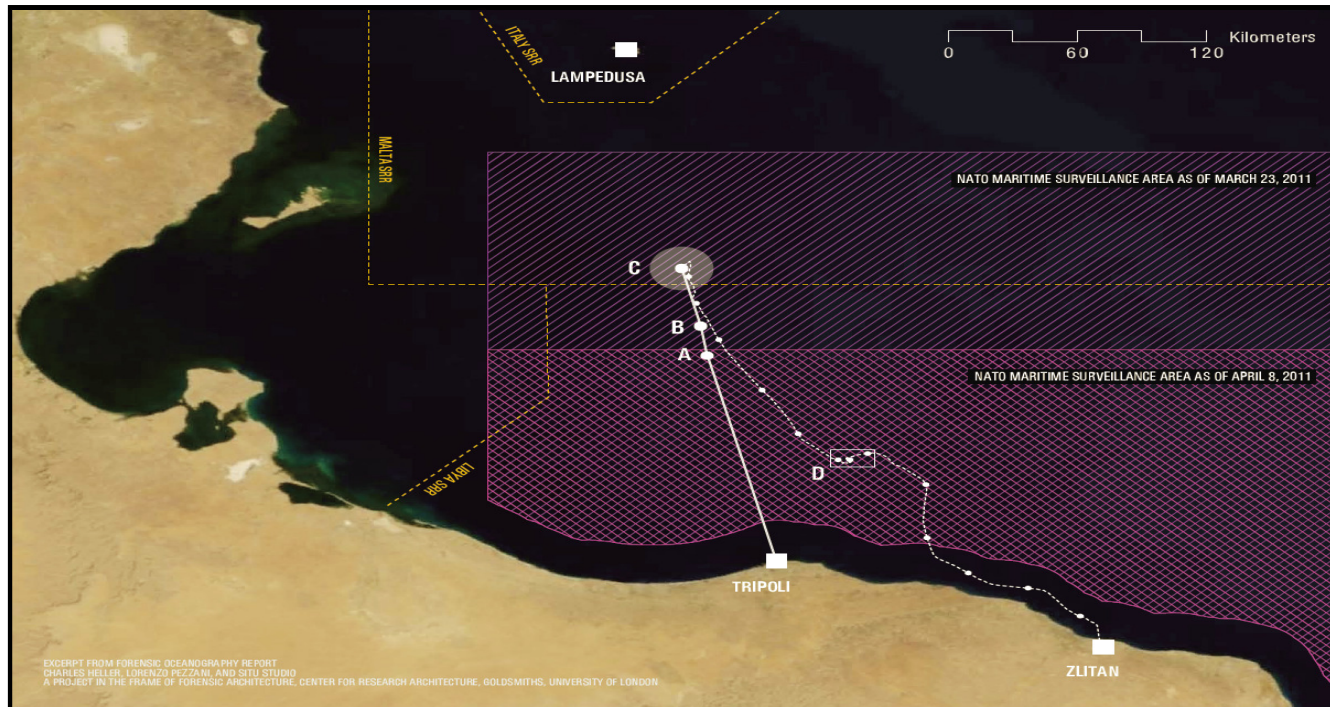 ITALY SRR
LAMPEDUSA
Kilometers
0 60 120
MALTA SRR
NATO MARITIME SURVEILLANCE AREA AS OF MARCH 23, 2011
C
B
A
NATO MARITIME SURVEILLANCE AREA AS OF APRIL 8, 2011
D
LIBYA SRR
TRIPOLI
ZLITAN
EXCERPT FROM FORENSIC OCEANOGRAPHY REPORT
CHARLES HELLER, LORENZO PEZZANI, AND SITU STUDIO
A PROJECT IN THE FRAME OF FORENSIC ARCHITECTURE, CENTER FOR RESEARCH ARCHITECTURE, GOLDSMITHS, UNIVERSITY OF LONDON